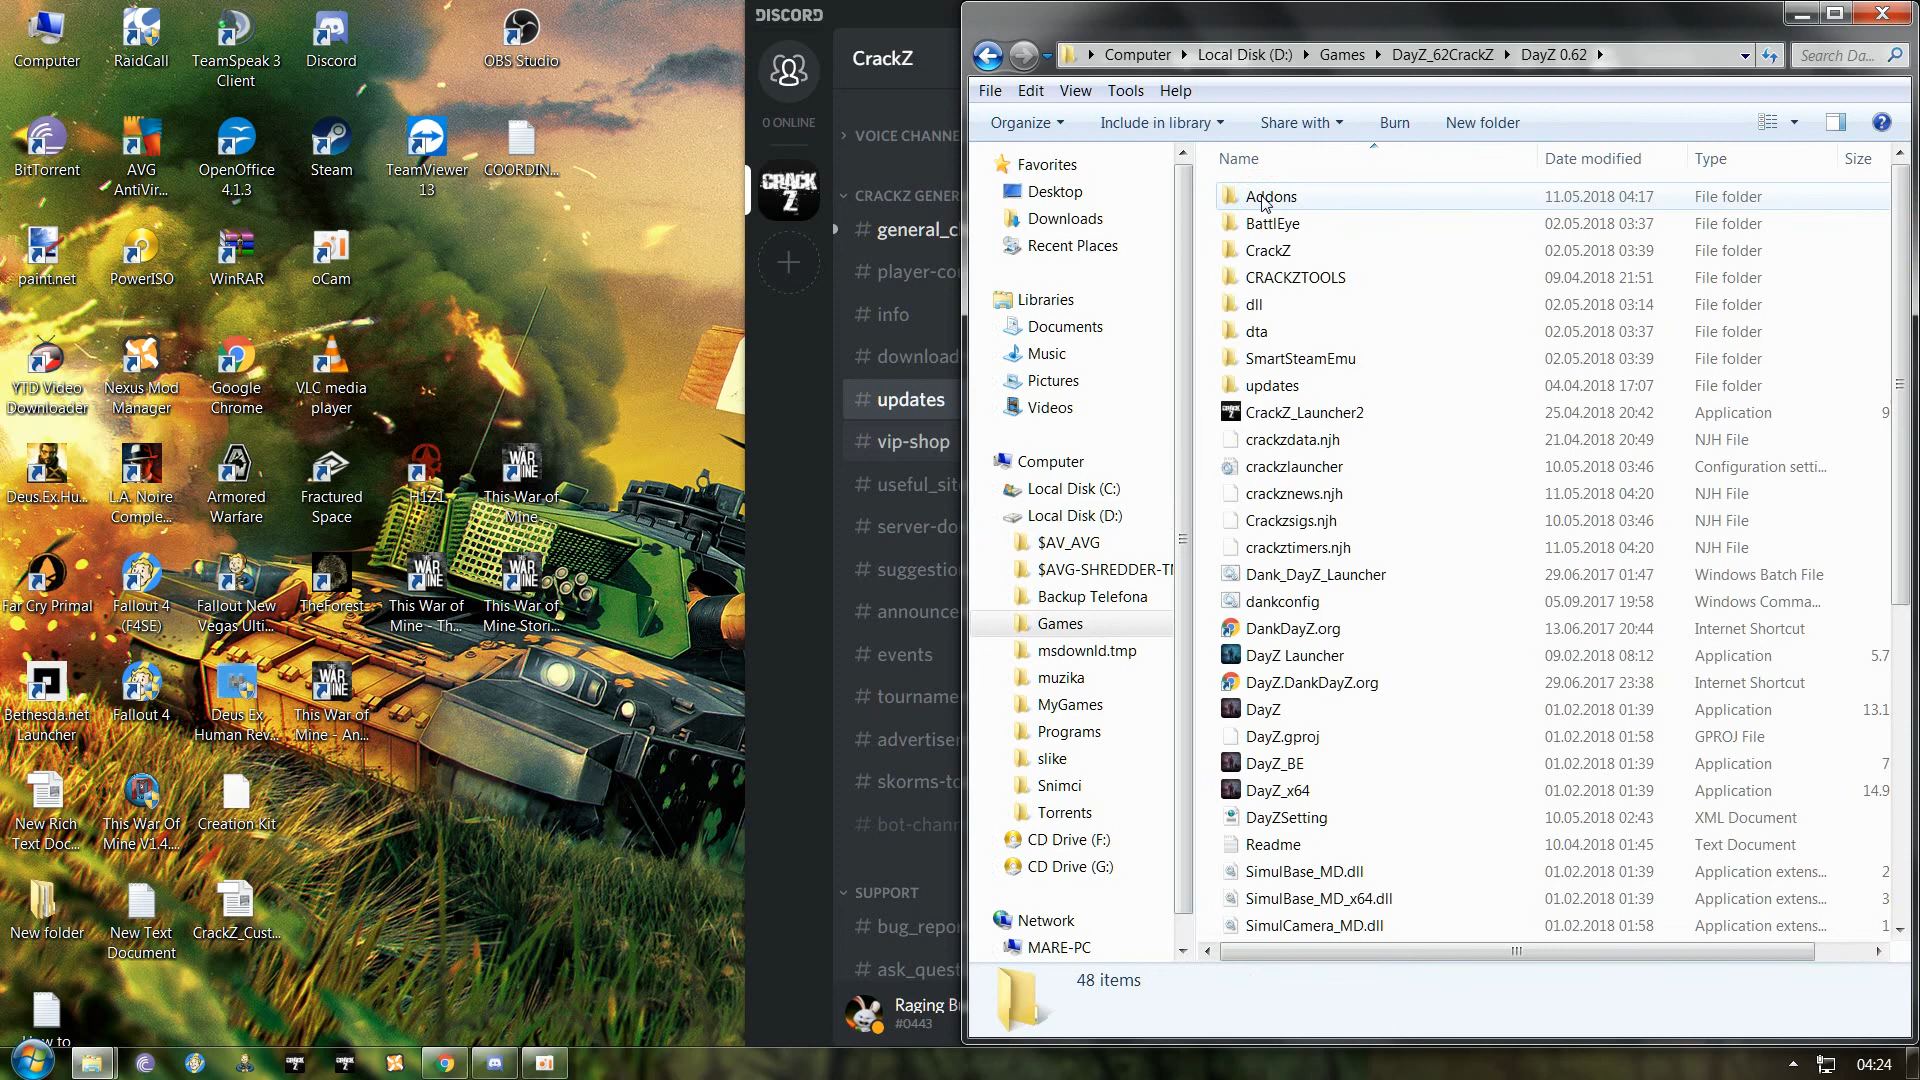 Computer
RaidCall
TeamSpeak 3
Client
Discord
OBS Studio
BitTorrent
AVG
AntiVir...
OpenOffice
4.1.3
Steam
TeamViewer
13
COORDIN...
paint.net
PowerISO
WinRAR
oCam
YTD Video
Downloader
Nexus Mod
Manager
Google
Chrome
VLC media
player
Deus.Ex.Hu...
L.A. Noire
Comple...
Armored
Warfare
Fractured
Space
H1Z1
This War of
Mine
Far Cry Primal
Fallout 4
(F4SE)
Fallout New
Vegas Ulti...
TheForest
This War of
Mine - Th...
This War of
Mine Stori...
Bethesda.net
Launcher
Fallout 4
Deus Ex
Human Rev...
This War of
Mine - An...
New Rich
Text Doc...
This War Of
Mine V1.4....
Creation Kit
New folder
New Text
Document
CrackZ_Cust...
How to
DISCORD
0 ONLINE
CRACK
Z
CrackZ
VOICE CHANNE
CRACKZ GENER
# general_c
# player-cou
# info
# download
# updates
# vip-shop
# useful_site
# server-do
# suggestio
# announce
# events
# tourname
# advertiser
# skorms-to
# bot-chann
SUPPORT
# bug_repo
# ask_quest
Raging B
#0443
Computer
Local Disk (D:)
Games
DayZ_62CrackZ
DayZ 0.62
Search Da...
File
Edit
View
Tools
Help
Organize
Include in library
Share with
Burn
New folder
Favorites
Desktop
Downloads
Recent Places
Libraries
Documents
Music
Pictures
Videos
Computer
Local Disk (C:)
Local Disk (D:)
$AV_AVG
$AVG-SHREDDER-TM
Backup Telefona
Games
msdownld.tmp
muzika
MyGames
Programs
slike
Snimci
Torrents
CD Drive (F:)
CD Drive (G:)
Network
MARE-PC
Name Date modified Type Size
Addons 11.05.2018 04:17 File folder
BattlEye 02.05.2018 03:37 File folder
CrackZ 02.05.2018 03:39 File folder
CRACKZTOOLS 09.04.2018 21:51 File folder
dll 02.05.2018 03:14 File folder
dta 02.05.2018 03:37 File folder
SmartSteamEmu 02.05.2018 03:39 File folder
updates 04.04.2018 17:07 File folder
CrackZ_Launcher2 25.04.2018 20:42 Application 9
crackzdata.njh 21.04.2018 20:49 NJH File
crackzlauncher 10.05.2018 03:46 Configuration setti...
crackznews.njh 11.05.2018 04:20 NJH File
Crackzsigs.njh 10.05.2018 03:46 NJH File
crackztimers.njh 11.05.2018 04:20 NJH File
Dank_DayZ_Launcher 29.06.2017 01:47 Windows Batch File
dankconfig 05.09.2017 19:58 Windows Comma...
DankDayZ.org 13.06.2017 20:44 Internet Shortcut
DayZ Launcher 09.02.2018 08:12 Application 5.7
DayZ.DankDayZ.org 29.06.2017 23:38 Internet Shortcut
DayZ 01.02.2018 01:39 Application 13.1
DayZ.gproj 01.02.2018 01:58 GPROJ File
DayZ_BE 01.02.2018 01:39 Application 7
DayZ_x64 01.02.2018 01:39 Application 14.9
DayZSetting 10.05.2018 02:43 XML Document
Readme 10.04.2018 01:45 Text Document
SimulBase_MD.dll 01.02.2018 01:39 Application extens... 2
SimulBase_MD_x64.dll 01.02.2018 01:39 Application extens... 3
SimulCamera_MD.dll 01.02.2018 01:58 Application extens... 1
48 items
04:24